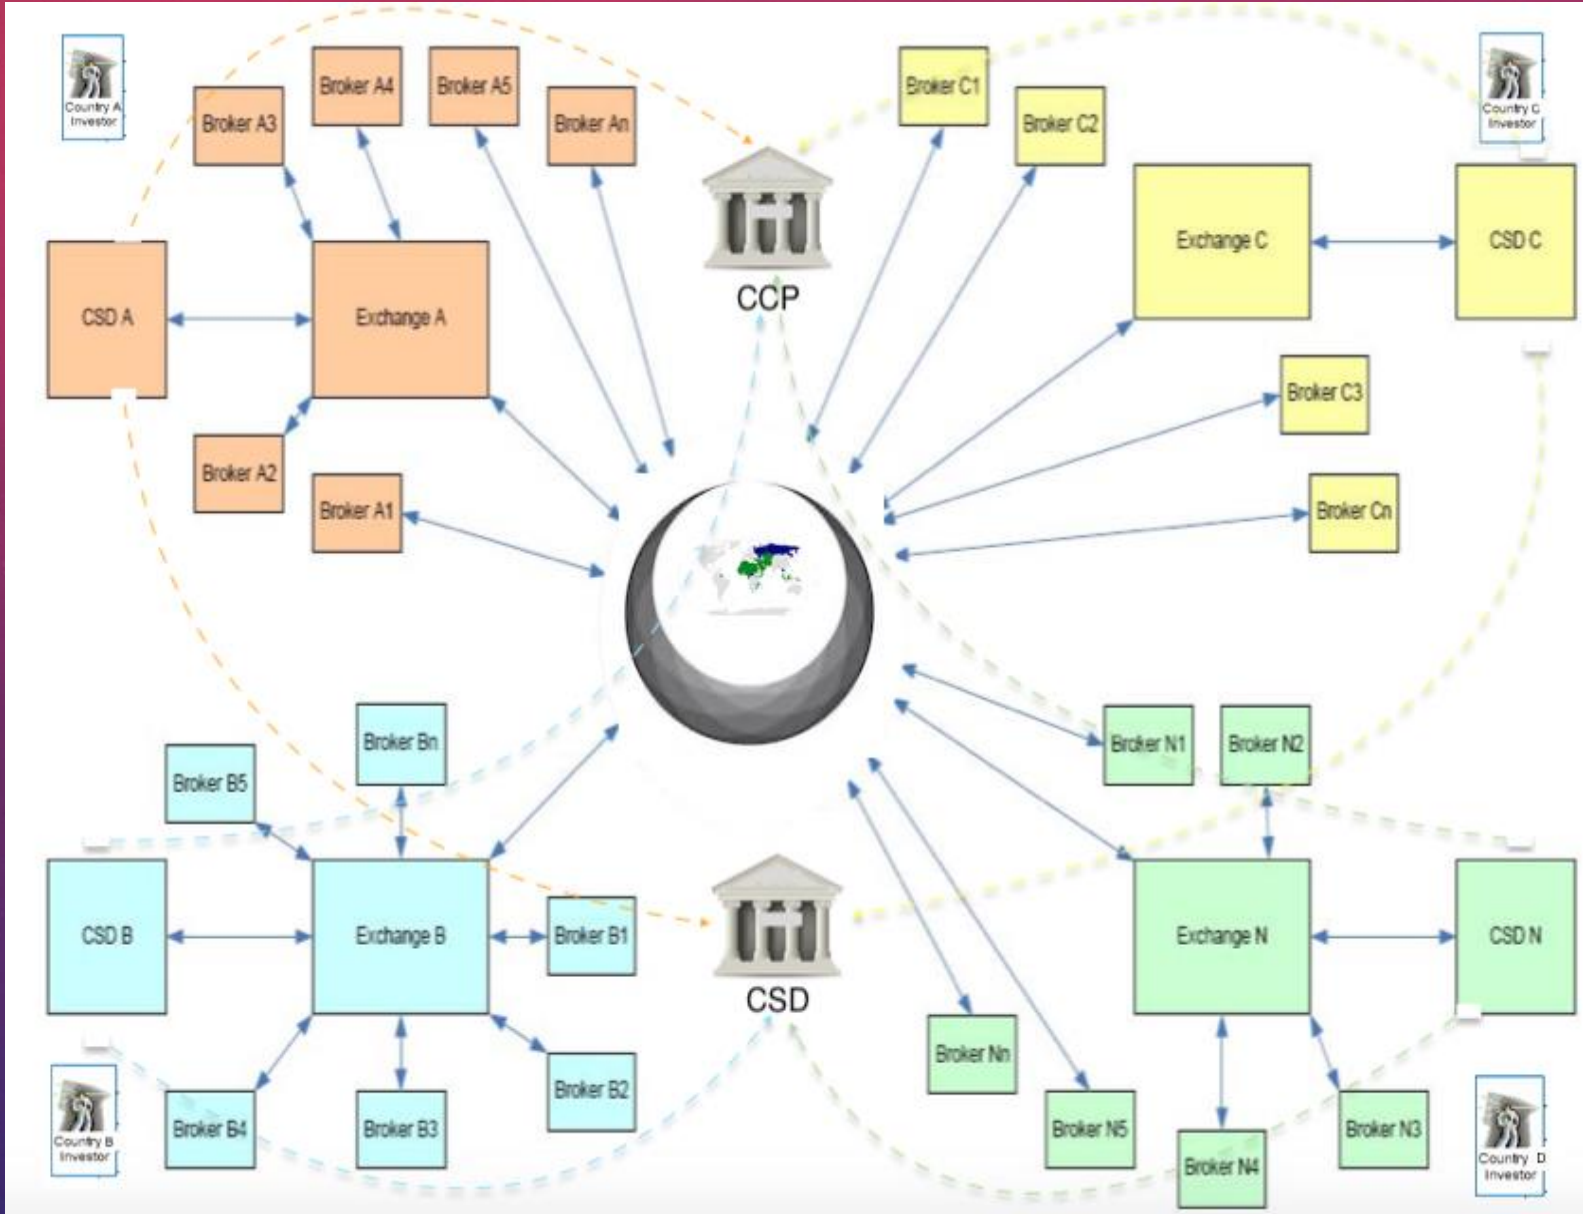 Country A
Investor
Broker A3
Broker A4
Broker A5
Broker An
Broker C1
Broker C2
Country C
Investor
CSD A
Exchange A
CCP
Exchange C
CSD C
Broker A2
Broker A1
Broker C3
Broker Cn
Broker B5
Broker Bn
Broker N1
Broker N2
CSD B
Exchange B
Broker B1
CSD
Exchange N
CSD N
Broker Nn
Broker B2
Country B
Investor
Broker B4
Broker B3
Broker N5
Broker N4
Broker N3
Country D
Investor